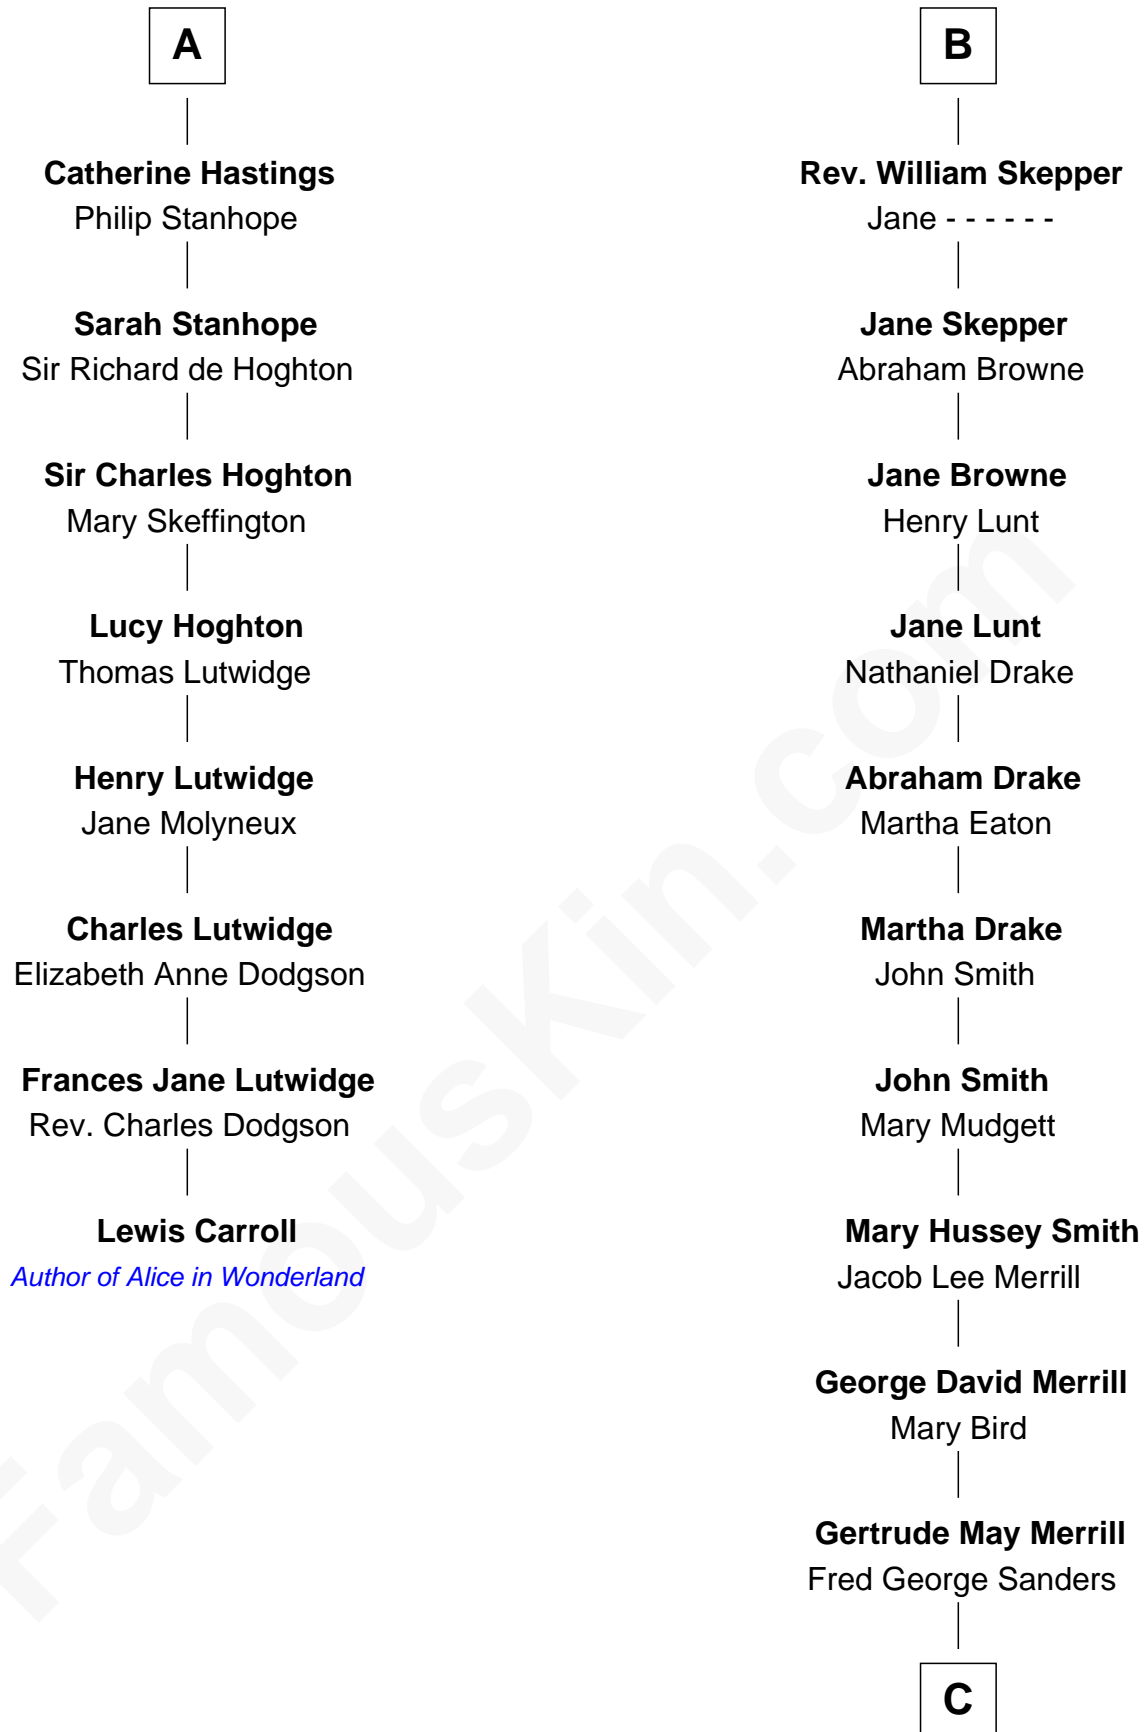 A
Catherine Hastings
Philip Stanhope
Sarah Stanhope
Sir Richard de Hoghton
Sir Charles Hoghton
Mary Skeffington
Lucy Hoghton
Thomas Lutwidge
Henry Lutwidge
Jane Molyneux
Charles Lutwidge
Elizabeth Anne Dodgson
Frances Jane Lutwidge
Rev. Charles Dodgson
Lewis Carroll
Author of Alice in Wonderland
B
Rev. William Skepper
Jane - - - - - -
Jane Skepper
Abraham Browne
Jane Browne
Henry Lunt
Jane Lunt
Nathaniel Drake
Abraham Drake
Martha Eaton
Martha Drake
John Smith
John Smith
Mary Mudgett
Mary Hussey Smith
Jacob Lee Merrill
George David Merrill
Mary Bird
Gertrude May Merrill
Fred George Sanders
C
FamousKin.com